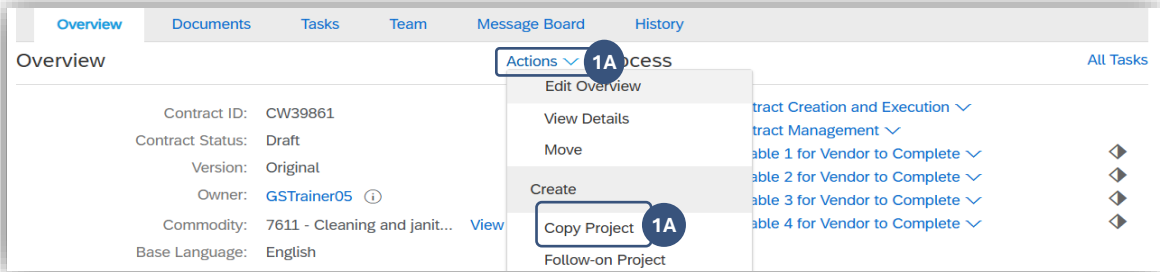 Overview Documents Tasks Team Message Board History
Overview
Actions
1A
ocess
All Tasks
Edit Overview
View Details
Move
Create
Copy Project
1A
Follow-on Project
Contract ID: CW39861
Contract Status: Draft
Version: Original
Owner: GSTrainer05
Commodity: 7611 - Cleaning and janit... View
Base Language: English
tract Creation and Execution
tract Management
able 1 for Vendor to Complete
able 2 for Vendor to Complete
able 3 for Vendor to Complete
able 4 for Vendor to Complete